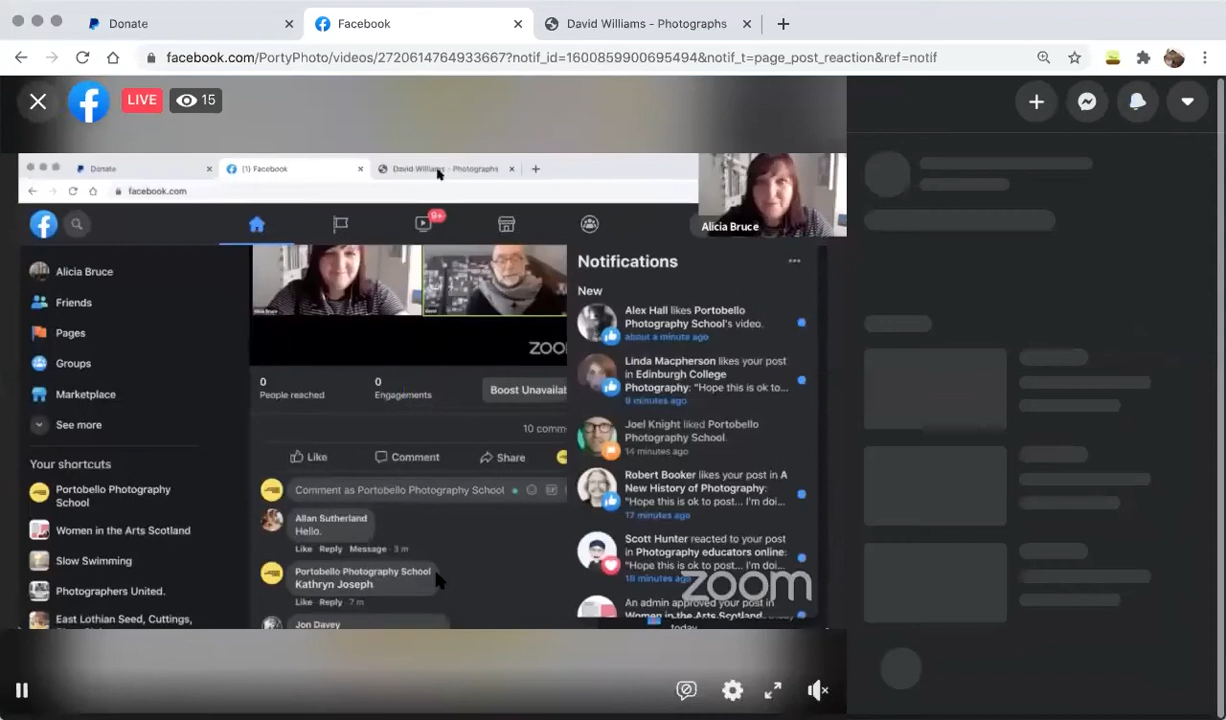 Donate
Facebook
David Williams - Photographs
facebook.com/PortyPhoto/videos/2720614764933667?notif_id=1600859900695494&notif_t=page_post_reaction&ref=notif
LIVE
15
Donate
(1) Facebook
David Williams - Photographs
facebook.com
9+
Alicia Bruce
Alicia Bruce
Friends
Pages
Groups
Marketplace
See more
Your shortcuts
Portobello Photography
School
Women in the Arts Scotland
Slow Swimming
Photographers United.
East Lothian Seed, Cuttings,
ZOO
0
People reached
0
Engagements
Boost Unavailab
10 comm
Like
Comment
Share
Comment as Portobello Photography School
Allan Sutherland
Hello.
Like Reply Message · 3 m
Portobello Photography School
Kathryn Joseph
Like · Reply · 7 m
Jon Davey
Notifications
New
Alex Hall likes Portobello
Photography School's video.
about a minute ago
Linda Macpherson likes your post
in Edinburgh College
Photography: "Hope this is ok to...
8 minutes ago
Joel Knight liked Portobello
Photography School.
14 minutes ago
Robert Booker likes your post in A
New History of Photography:
"Hope this is ok to post... I'm doi...
17 minutes ago
Scott Hunter reacted to your post
in Photography educators online:
"Hope this is ok to post... I'm doi...
18 minutes ago
An admin approved your post in
Women in the Arts Scotland
today
zoom